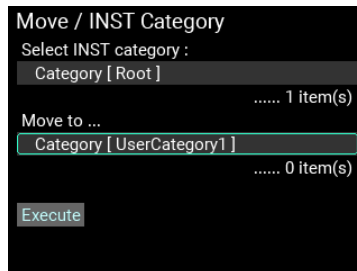 Move / INST Category
Select INST category :
Category [ Root ]
...... 1 item(s)
Move to ...
Category [ UserCategory1 ]
...... 0 item(s)
Execute